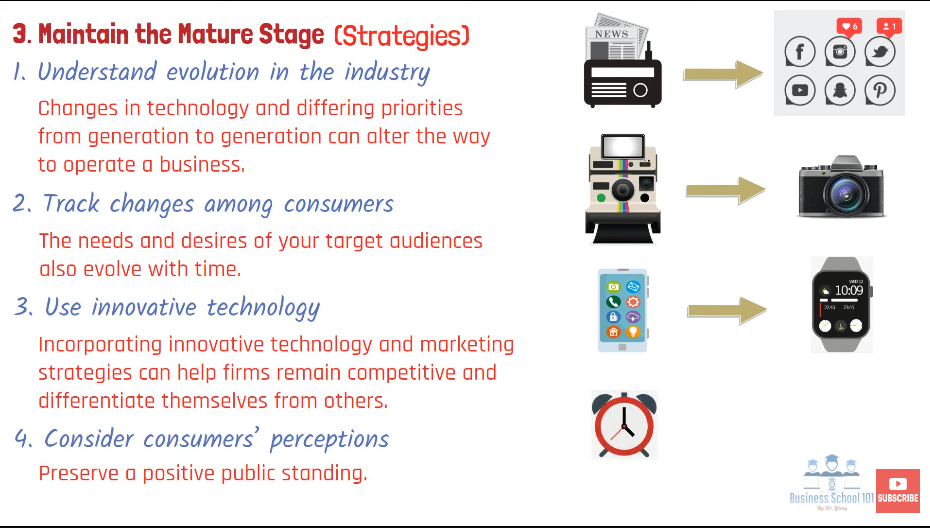 3. Maintain the Mature Stage (Strategies)
1. Understand evolution in the industry
Changes in technology and differing priorities
from generation to generation can alter the way
to operate a business.
2. Track changes among consumers
The needs and desires of your target audiences
also evolve with time.
3. Use innovative technology
Incorporating innovative technology and marketing
strategies can help firms remain competitive and
differentiate themselves from others.
4. Consider consumers' perceptions
Preserve a positive public standing.
NEWS
6
1
10:09
Business School 101
By Dr. Yang
SUBSCRIBE